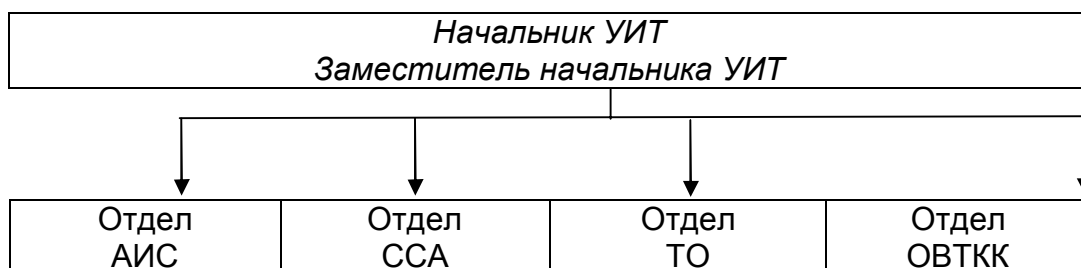 Начальник УИТ
Заместитель начальника УИТ
Отдел АИС
Отдел ССА
Отдел ТО
Отдел ОВТКК